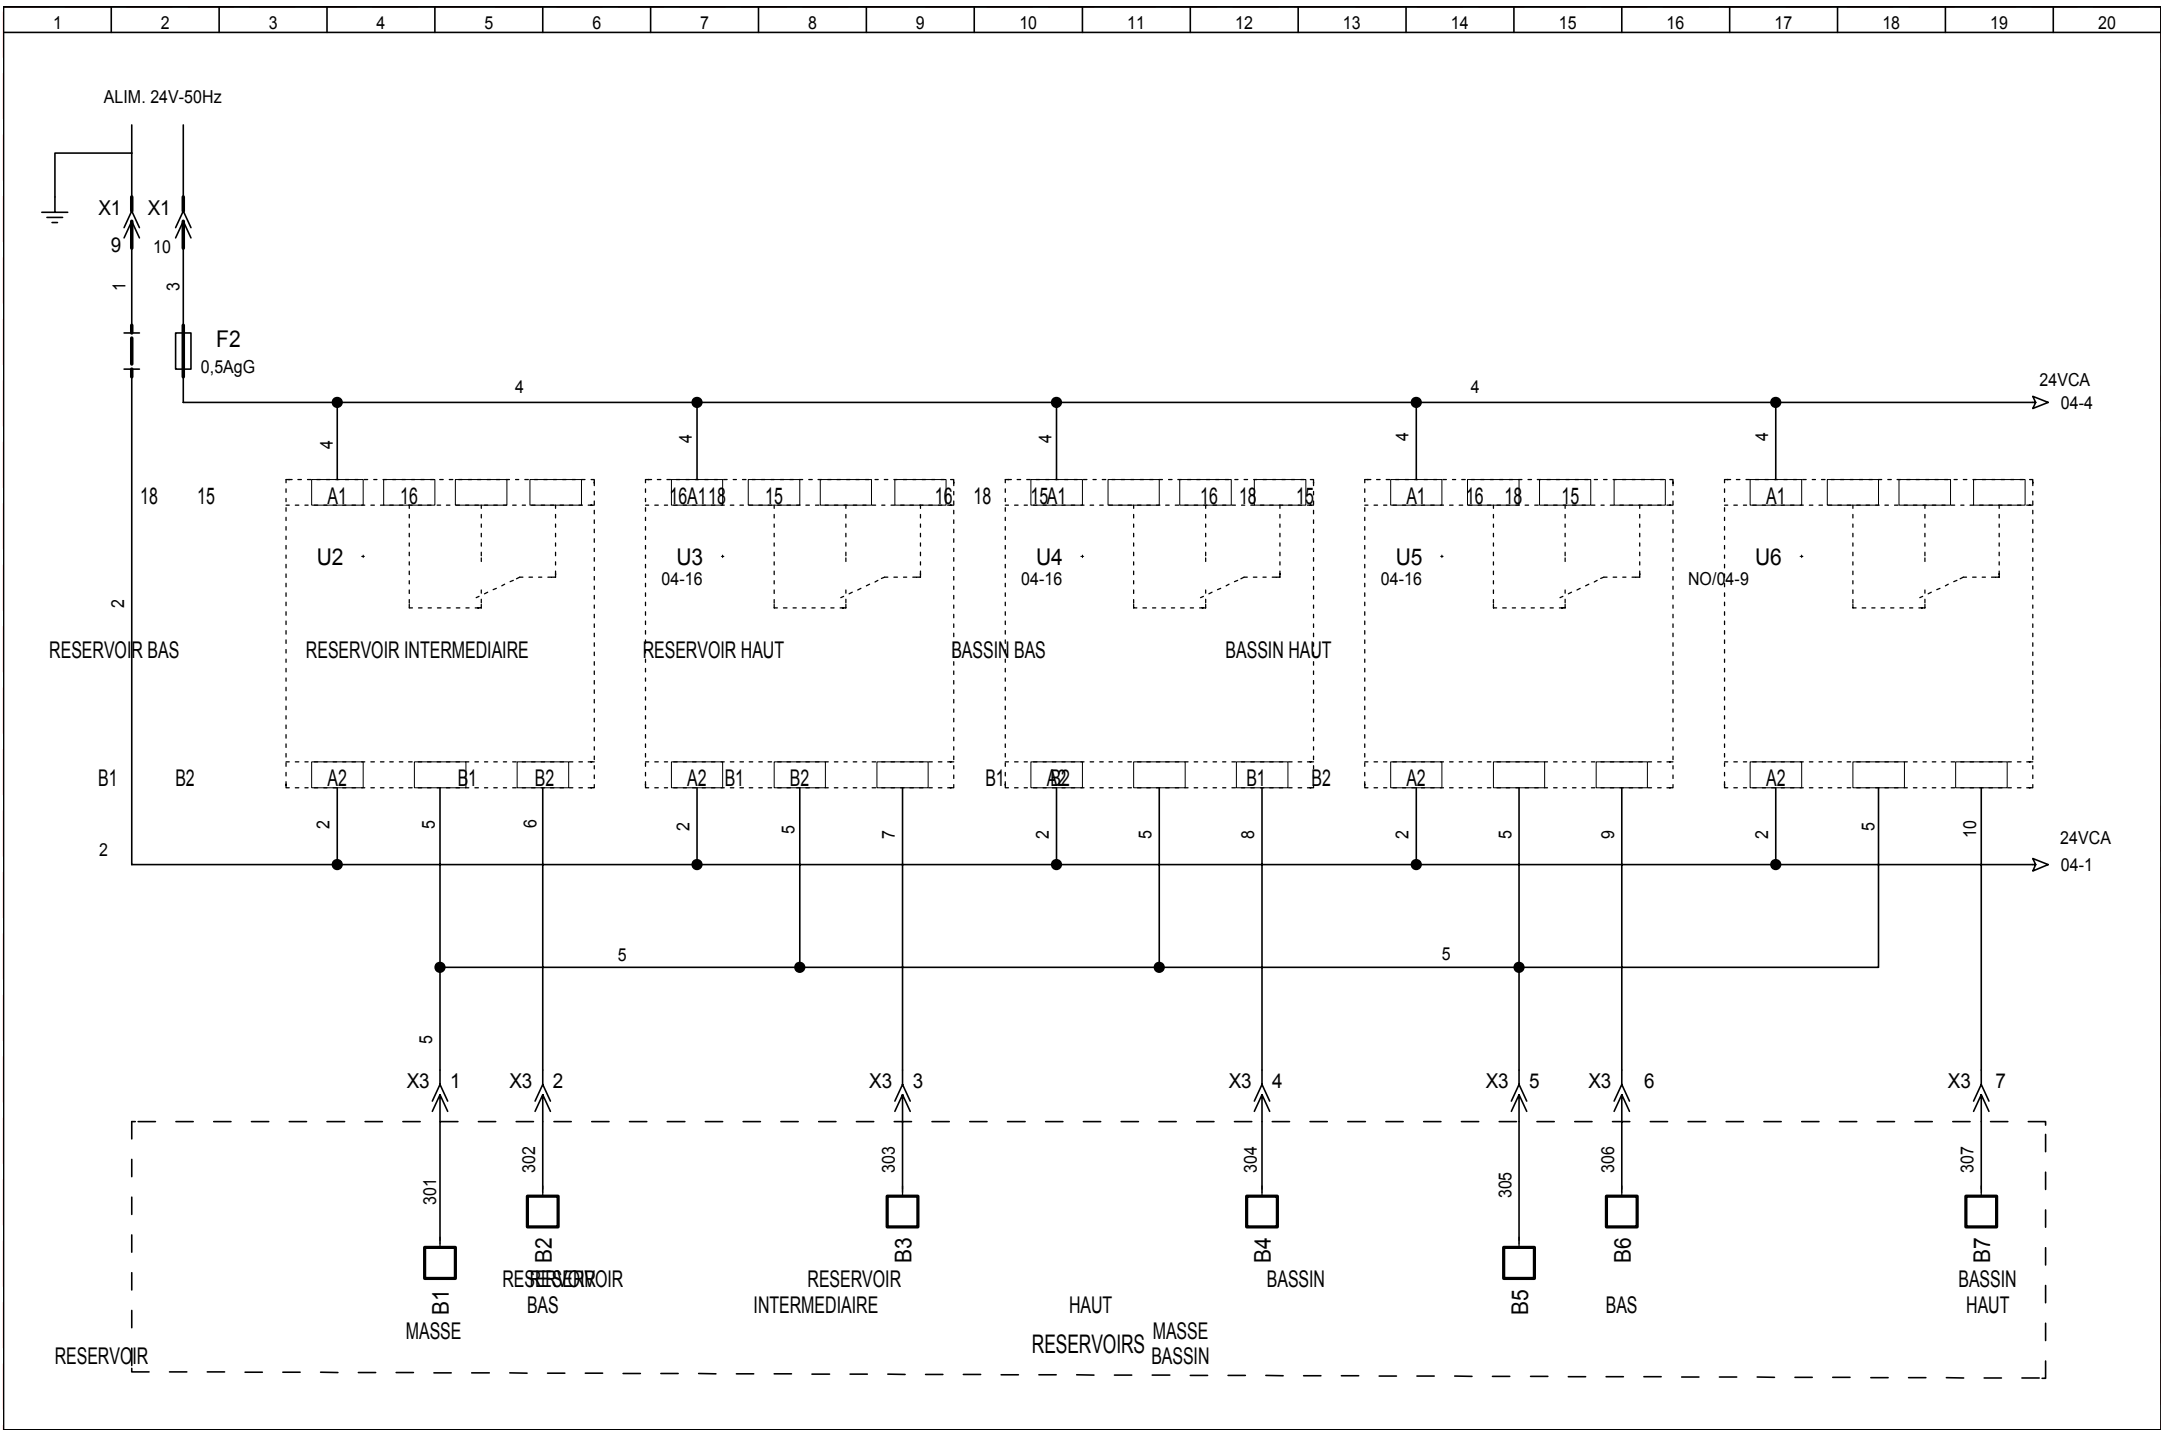 1 2 3 4 5 6 7 8 9 10 11 12 13 14 15 16 17 18 19 20
ALIM. 24V-50Hz
X1 X1
9 10
1 3
F2
0,5AgG
4 4 24VCA
04-4
4 4 4 4 4
18 15 A1 16 16 A1 18 15 16 18 15 A1 16 18 15 A1 16 18 15 A1
U2 U3 U4 U5 U6
04-16 04-16 04-16 NO/04-9
2
RESERVOIR BAS RESERVOIR INTERMEDIAIRE RESERVOIR HAUT BASSIN BAS BASSIN HAUT
B1 B2 A2 B1 B2 A2 B1 B2 B1 A2 B2 B1 B2 A2 A2
2 5 6 2 5 7 2 5 8 2 5 9 2 5 10
2 24VCA
04-1
5 5
5
X3 1 X3 2 X3 3 X3 4 X3 5 X3 6 X3 7
301 302 303 304 305 306 307
B2 B3 B4 B6 B7
RESERVOIR RESERVOIR RESERVOIR BASSIN BASSIN
B1 BAS INTERMEDIAIRE HAUT B5 BAS HAUT
MASSE MASSE
RESERVOIRS
RESERVOIR BASSIN